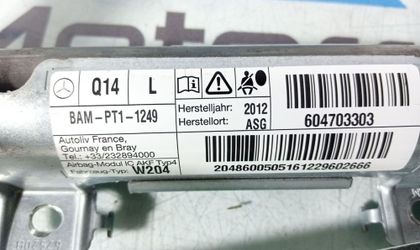 Q14 L
BAM-PT1-1249
Herstelljahr: 2012
Herstellort: ASG
604703303
Autoliv France,
Gournay en Bray
Tel.: +33/232894000
Airbag-Modul IC AKF Typ4
Fahrzeug-Typ: W204
2048600505161229602666